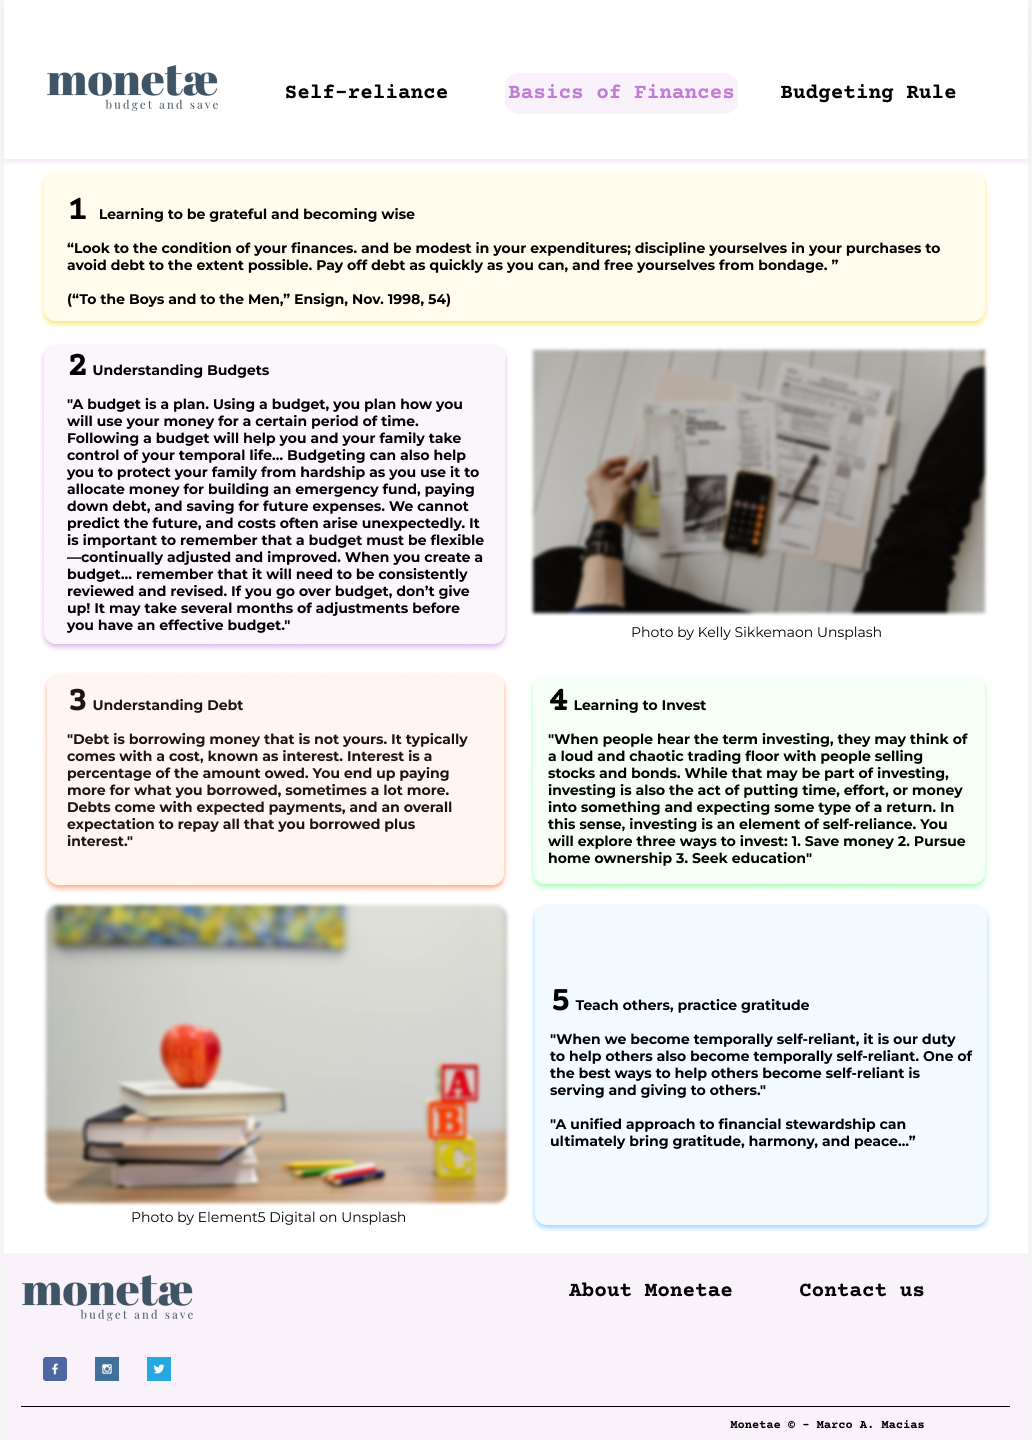 monetæ
budget and save
Self-reliance
Basics of Finances
Budgeting Rule
1 Learning to be grateful and becoming wise
“Look to the condition of your finances. and be modest in your expenditures; discipline yourselves in your purchases to
avoid debt to the extent possible. Pay off debt as quickly as you can, and free yourselves from bondage. ”
(“To the Boys and to the Men,” Ensign, Nov. 1998, 54)
2 Understanding Budgets
"A budget is a plan. Using a budget, you plan how you
will use your money for a certain period of time.
Following a budget will help you and your family take
control of your temporal life... Budgeting can also help
you to protect your family from hardship as you use it to
allocate money for building an emergency fund, paying
down debt, and saving for future expenses. We cannot
predict the future, and costs often arise unexpectedly. It
is important to remember that a budget must be flexible
—continually adjusted and improved. When you create a
budget... remember that it will need to be consistently
reviewed and revised. If you go over budget, don’t give
up! It may take several months of adjustments before
you have an effective budget."
Photo by Kelly Sikkemaon Unsplash
3 Understanding Debt
"Debt is borrowing money that is not yours. It typically
comes with a cost, known as interest. Interest is a
percentage of the amount owed. You end up paying
more for what you borrowed, sometimes a lot more.
Debts come with expected payments, and an overall
expectation to repay all that you borrowed plus
interest."
4 Learning to Invest
"When people hear the term investing, they may think of
a loud and chaotic trading floor with people selling
stocks and bonds. While that may be part of investing,
investing is also the act of putting time, effort, or money
into something and expecting some type of a return. In
this sense, investing is an element of self-reliance. You
will explore three ways to invest: 1. Save money 2. Pursue
home ownership 3. Seek education"
A
B
C
Photo by Element5 Digital on Unsplash
5 Teach others, practice gratitude
"When we become temporally self-reliant, it is our duty
to help others also become temporally self-reliant. One of
the best ways to help others become self-reliant is
serving and giving to others."
"A unified approach to financial stewardship can
ultimately bring gratitude, harmony, and peace...”
monetæ
budget and save
About Monetae
Contact us
Monetae © - Marco A. Macias